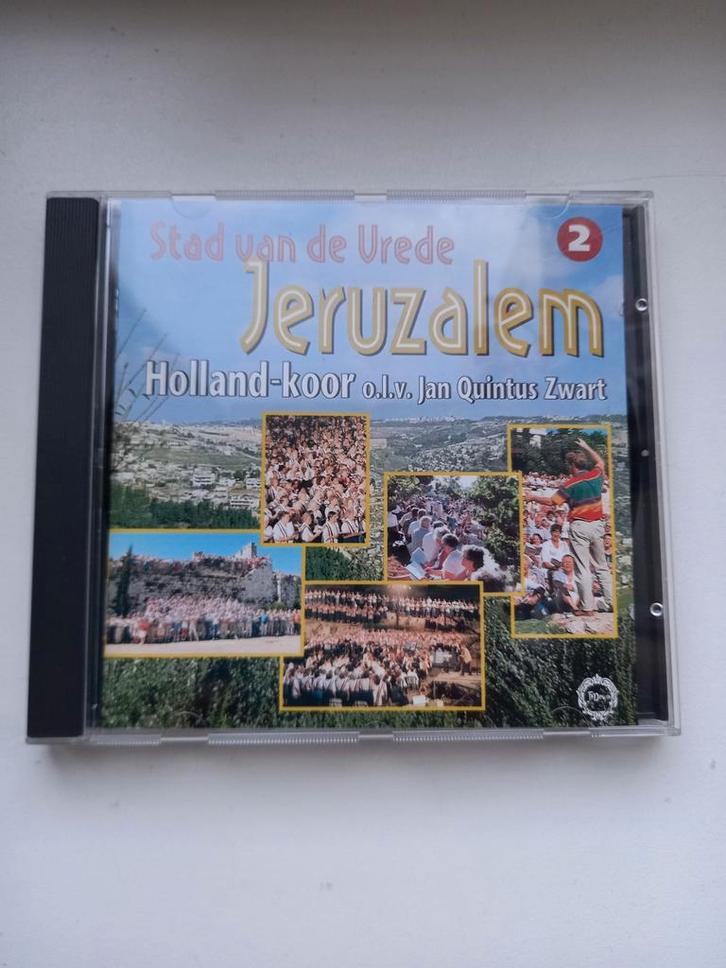 Stad van de Vrede
2
Jeruzalem
Holland-koor o.l.v. Jan Quintus Zwart